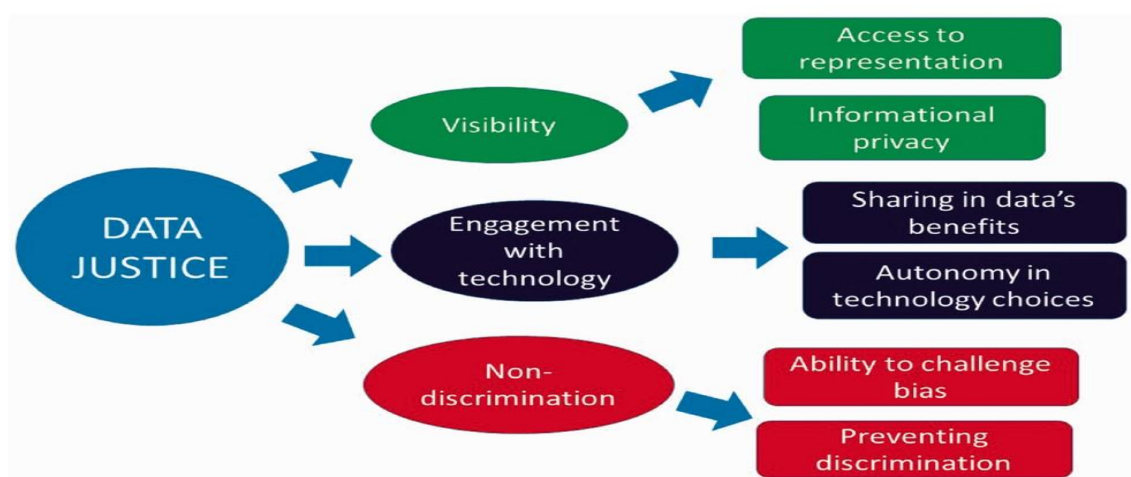 DATA
JUSTICE
Visibility
Access to
representation
Informational
privacy
Engagement
with
technology
Sharing in data’s
benefits
Autonomy in
technology choices
Non-
discrimination
Ability to challenge
bias
Preventing
discrimination